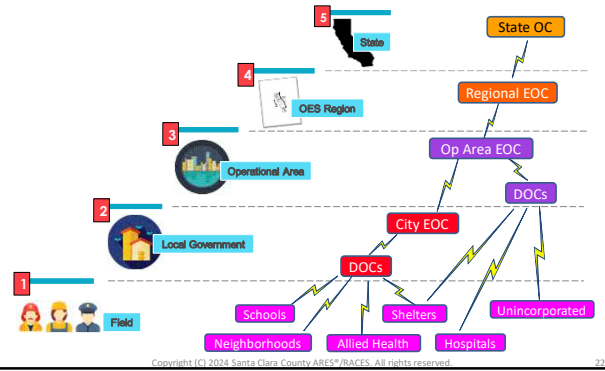 5
State
State OC
4
OES Region
Regional EOC
3
Operational Area
Op Area EOC
DOCs
2
Local Government
City EOC
DOCs
1
Field
Schools
Shelters
Unincorporated
Neighborhoods
Allied Health
Hospitals
Copyright (C) 2024 Santa Clara County ARES®/RACES. All rights reserved.
22